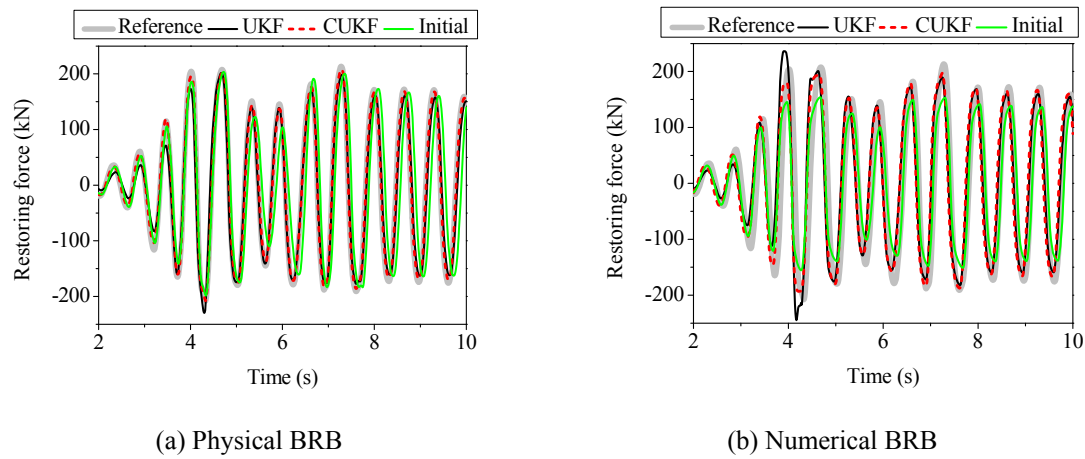 Reference UKF CUKF Initial
200
100
0
-100
-200
Restoring force (kN)
2 4 6 8 10
Time (s)
(a) Physical BRB
Reference UKF CUKF Initial
200
100
0
-100
-200
Restoring force (kN)
2 4 6 8 10
Time (s)
(b) Numerical BRB